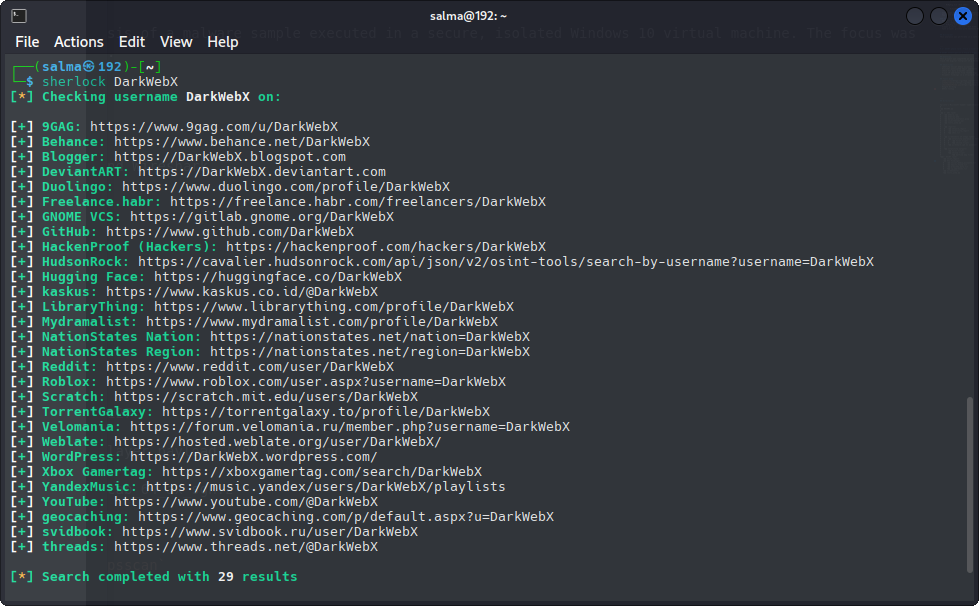 salma@192: ~
File Actions Edit View Help
┌──(salma㉿192)-[~]
└─$ sherlock DarkWebX
[*] Checking username DarkWebX on:
[+] 9GAG: https://www.9gag.com/u/DarkWebX
[+] Behance: https://www.behance.net/DarkWebX
[+] Blogger: https://DarkWebX.blogspot.com
[+] DeviantART: https://DarkWebX.deviantart.com
[+] Duolingo: https://www.duolingo.com/profile/DarkWebX
[+] Freelance.habr: https://freelance.habr.com/freelancers/DarkWebX
[+] GNOME VCS: https://gitlab.gnome.org/DarkWebX
[+] GitHub: https://www.github.com/DarkWebX
[+] HackenProof (Hackers): https://hackenproof.com/hackers/DarkWebX
[+] HudsonRock: https://cavalier.hudsonrock.com/api/json/v2/osint-tools/search-by-username?username=DarkWebX
[+] Hugging Face: https://huggingface.co/DarkWebX
[+] kaskus: https://www.kaskus.co.id/@DarkWebX
[+] LibraryThing: https://www.librarything.com/profile/DarkWebX
[+] Mydramalist: https://www.mydramalist.com/profile/DarkWebX
[+] NationStates Nation: https://nationstates.net/nation=DarkWebX
[+] NationStates Region: https://nationstates.net/region=DarkWebX
[+] Reddit: https://www.reddit.com/user/DarkWebX
[+] Roblox: https://www.roblox.com/user.aspx?username=DarkWebX
[+] Scratch: https://scratch.mit.edu/users/DarkWebX
[+] TorrentGalaxy: https://torrentgalaxy.to/profile/DarkWebX
[+] Velomania: https://forum.velomania.ru/member.php?username=DarkWebX
[+] Weblate: https://hosted.weblate.org/user/DarkWebX/
[+] WordPress: https://DarkWebX.wordpress.com/
[+] Xbox Gamertag: https://xboxgamertag.com/search/DarkWebX
[+] YandexMusic: https://music.yandex/users/DarkWebX/playlists
[+] YouTube: https://www.youtube.com/@DarkWebX
[+] geocaching: https://www.geocaching.com/p/default.aspx?u=DarkWebX
[+] svidbook: https://www.svidbook.ru/user/DarkWebX
[+] threads: https://www.threads.net/@DarkWebX
[*] Search completed with 29 results